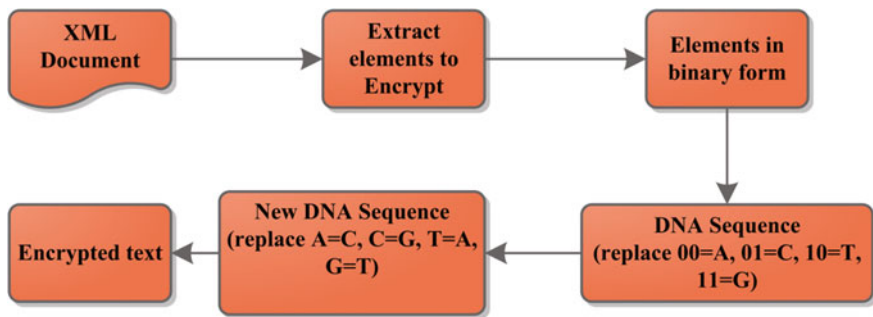 XML
Document
Extract
elements to
Encrypt
Elements in
binary form
DNA Sequence
(replace 00=A, 01=C, 10=T,
11=G)
New DNA Sequence
(replace A=C, C=G, T=A,
G=T)
Encrypted text